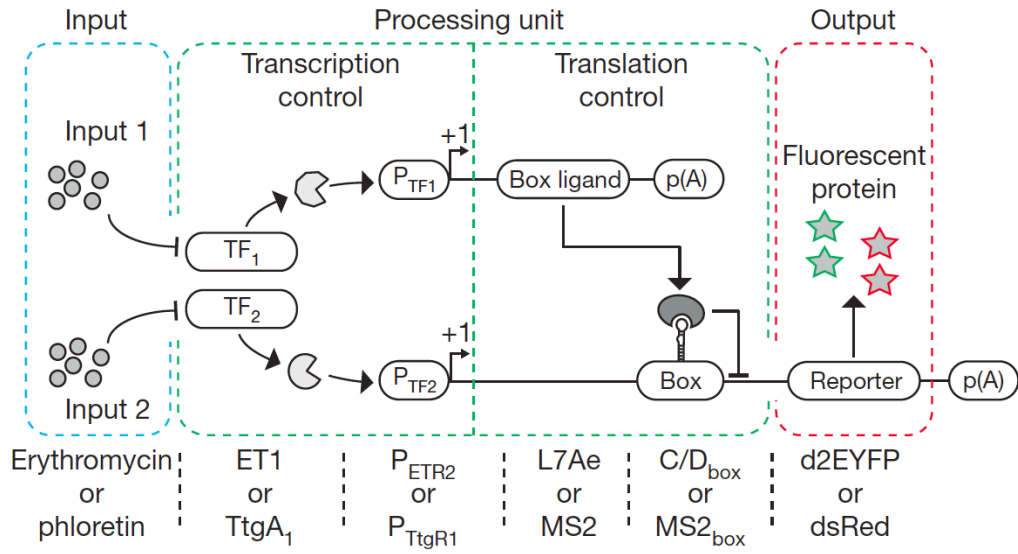 Input
Processing unit
Output
Transcription
control
Translation
control
Input 1
+1
P_TF1
Box ligand
p(A)
Fluorescent
protein
TF_1
TF_2
+1
P_TF2
Box
Reporter
p(A)
Input 2
Erythromycin
or
phloretin
ET1
or
TtgA_1
P_ETR2
or
P_TtgR1
L7Ae
or
MS2
C/D_box
or
MS2_box
d2EYFP
or
dsRed